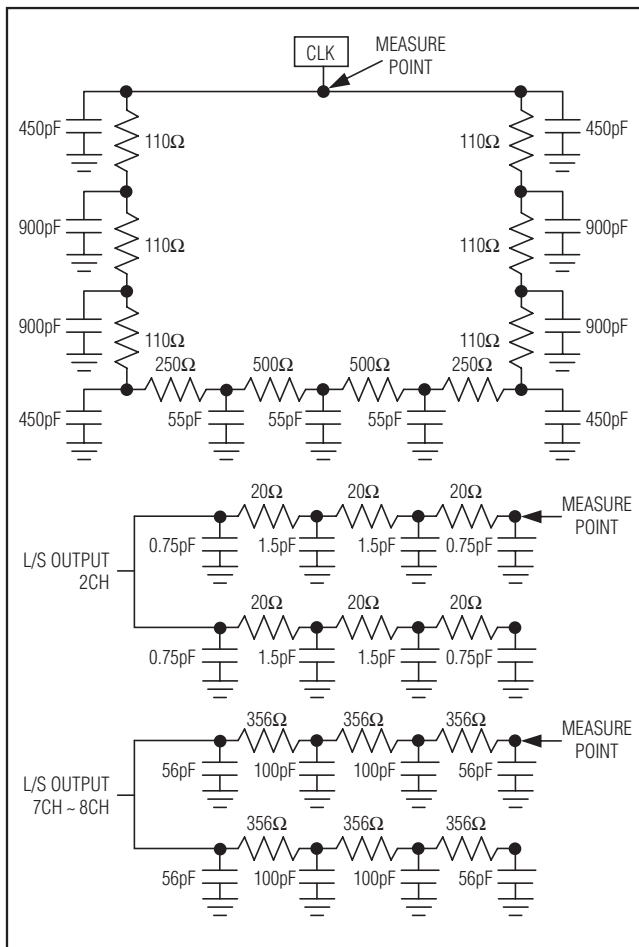 CLK
MEASURE
POINT
450pF
450pF
110Ω
110Ω
900pF
900pF
110Ω
110Ω
900pF
900pF
110Ω
110Ω
250Ω
500Ω
500Ω
250Ω
450pF
55pF
55pF
55pF
450pF
20Ω
20Ω
20Ω
MEASURE
POINT
0.75pF
1.5pF
1.5pF
0.75pF
L/S OUTPUT
2CH
20Ω
20Ω
20Ω
0.75pF
1.5pF
1.5pF
0.75pF
356Ω
356Ω
356Ω
MEASURE
POINT
56pF
100pF
100pF
56pF
L/S OUTPUT
7CH ~ 8CH
356Ω
356Ω
356Ω
56pF
100pF
100pF
56pF